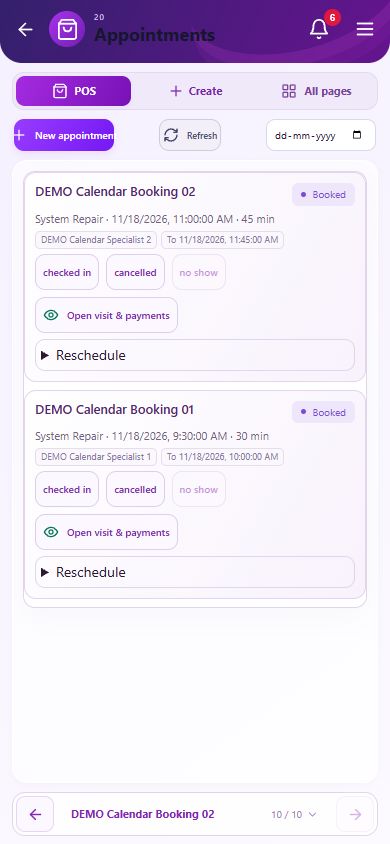 20
Appointments
6
POS
Create
All pages
New appointmen
Refresh
dd-mm-yyyy
DEMO Calendar Booking 02
Booked
System Repair · 11/18/2026, 11:00:00 AM · 45 min
DEMO Calendar Specialist 2
To 11/18/2026, 11:45:00 AM
checked in
cancelled
no show
Open visit & payments
Reschedule
DEMO Calendar Booking 01
Booked
System Repair · 11/18/2026, 9:30:00 AM · 30 min
DEMO Calendar Specialist 1
To 11/18/2026, 10:00:00 AM
checked in
cancelled
no show
Open visit & payments
Reschedule
DEMO Calendar Booking 02
10 / 10